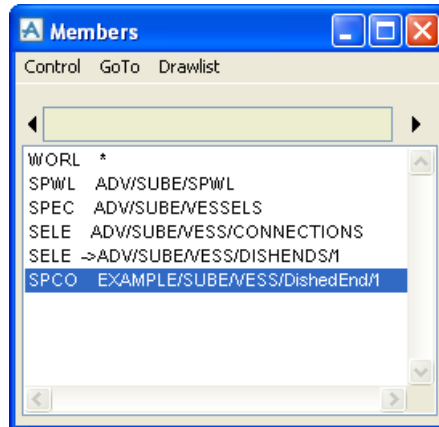 Members
Control GoTo Drawlist
WORL *
SPWL ADV/SUBE/SPWL
SPEC ADV/SUBE/VESSELS
SELE ADV/SUBE/VESS/CONNECTIONS
SELE ->ADV/SUBE/VESS/DISHENDS/1
SPCO EXAMPLE/SUBE/VESS/DishedEnd/1